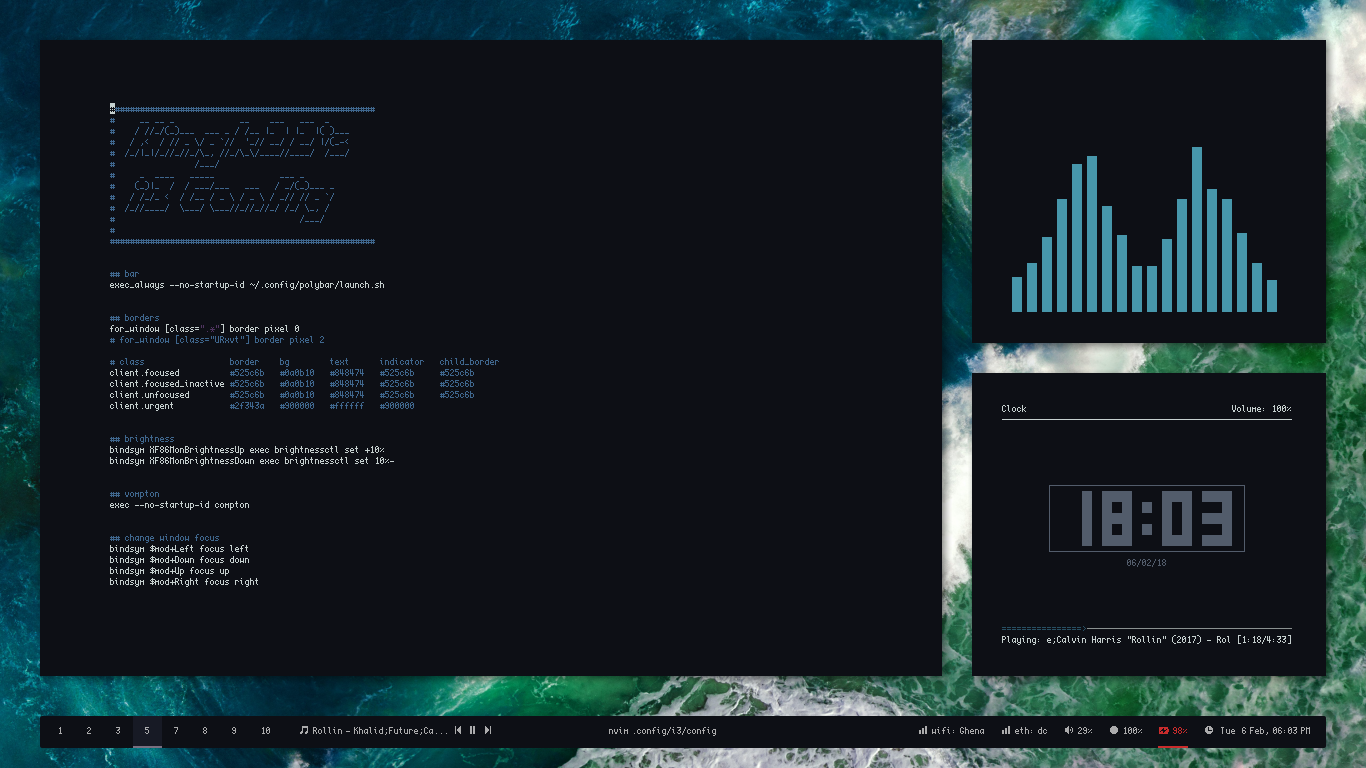 ## bar
exec_always --no-startup-id ~/.config/polybar/launch.sh
## borders
for_window [class=".*"] border pixel 0
# for_window [class="URxvt"] border pixel 2
# class border bg text indicator child_border
client.focused #525c6b #0a0b10 #848474 #525c6b #525c6b
client.focused_inactive #525c6b #0a0b10 #848474 #525c6b #525c6b
client.unfocused #525c6b #0a0b10 #848474 #525c6b #525c6b
client.urgent #2f343a #900000 #ffffff #900000
## brightness
bindsym XF86MonBrightnessUp exec brightnessctl set +10%
bindsym XF86MonBrightnessDown exec brightnessctl set 10%-
## vompton
exec --no-startup-id compton
## change window focus
bindsym $mod+Left focus left
bindsym $mod+Down focus down
bindsym $mod+Up focus up
bindsym $mod+Right focus right
Clock Volume: 100%
18:03
06/02/18
Playing: e;Calvin Harris "Rollin" (2017) - Rol [1:18/4:33]
1 2 3 5 7 8 9 10 Rollin - Khalid;Future;Ca... nvim .config/i3/config wifi: Ghena eth: dc 29% 100% 98% Tue 6 Feb, 06:03 PM